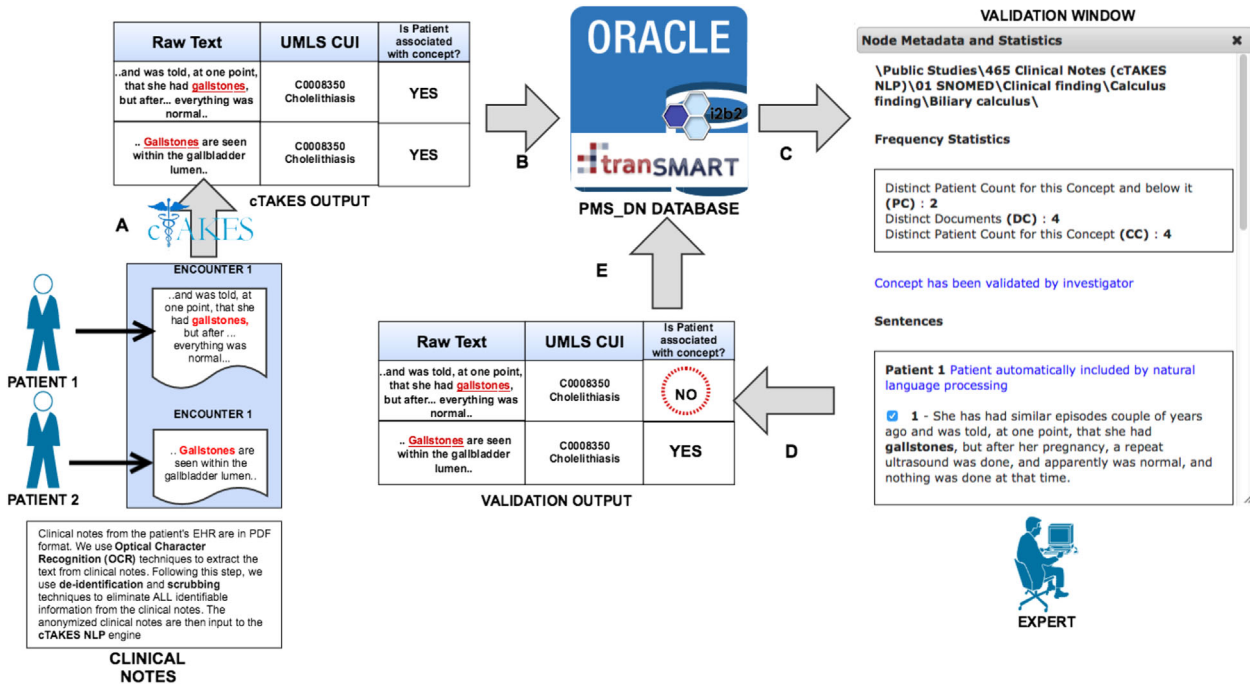 Raw Text
UMLS CUI
Is Patient
associated
with concept?
..and was told, at one point,
that she had gallstones,
but after... everything was
normal..
C0008350
Cholelithiasis
YES
.. Gallstones are seen
within the gallbladder
lumen..
C0008350
Cholelithiasis
YES
cTAKES OUTPUT
A
cTAKES
B
ORACLE
i2b2
tranSMART
PMS_DN DATABASE
C
E
VALIDATION WINDOW
Node Metadata and Statistics
\Public Studies\465 Clinical Notes (cTAKES
NLP)\01 SNOMED\Clinical finding\Calculus
finding\Biliary calculus\
Frequency Statistics
Distinct Patient Count for this Concept and below it
(PC) : 2
Distinct Documents (DC) : 4
Distinct Patient Count for this Concept (CC) : 4
Concept has been validated by investigator
Sentences
Patient 1 Patient automatically included by natural
language processing
1 - She has had similar episodes couple of years
ago and was told, at one point, that she had
gallstones, but after her pregnancy, a repeat
ultrasound was done, and apparently was normal, and
nothing was done at that time.
EXPERT
D
Raw Text
UMLS CUI
Is Patient
associated
with concept?
..and was told, at one point,
that she had gallstones,
but after... everything was
normal..
C0008350
Cholelithiasis
NO
.. Gallstones are seen
within the gallbladder
lumen..
C0008350
Cholelithiasis
YES
VALIDATION OUTPUT
ENCOUNTER 1
..and was told, at
one point, that she
had gallstones,
but after ...
everything was
normal...
PATIENT 1
ENCOUNTER 1
.. Gallstones are
seen within the
gallbladder lumen..
PATIENT 2
Clinical notes from the patient's EHR are in PDF
format. We use Optical Character
Recognition (OCR) techniques to extract the
text from clinical notes. Following this step, we
use de-identification and scrubbing
techniques to eliminate ALL identifiable
information from the clinical notes. The
anonymized clinical notes are then input to the
cTAKES NLP engine
CLINICAL
NOTES